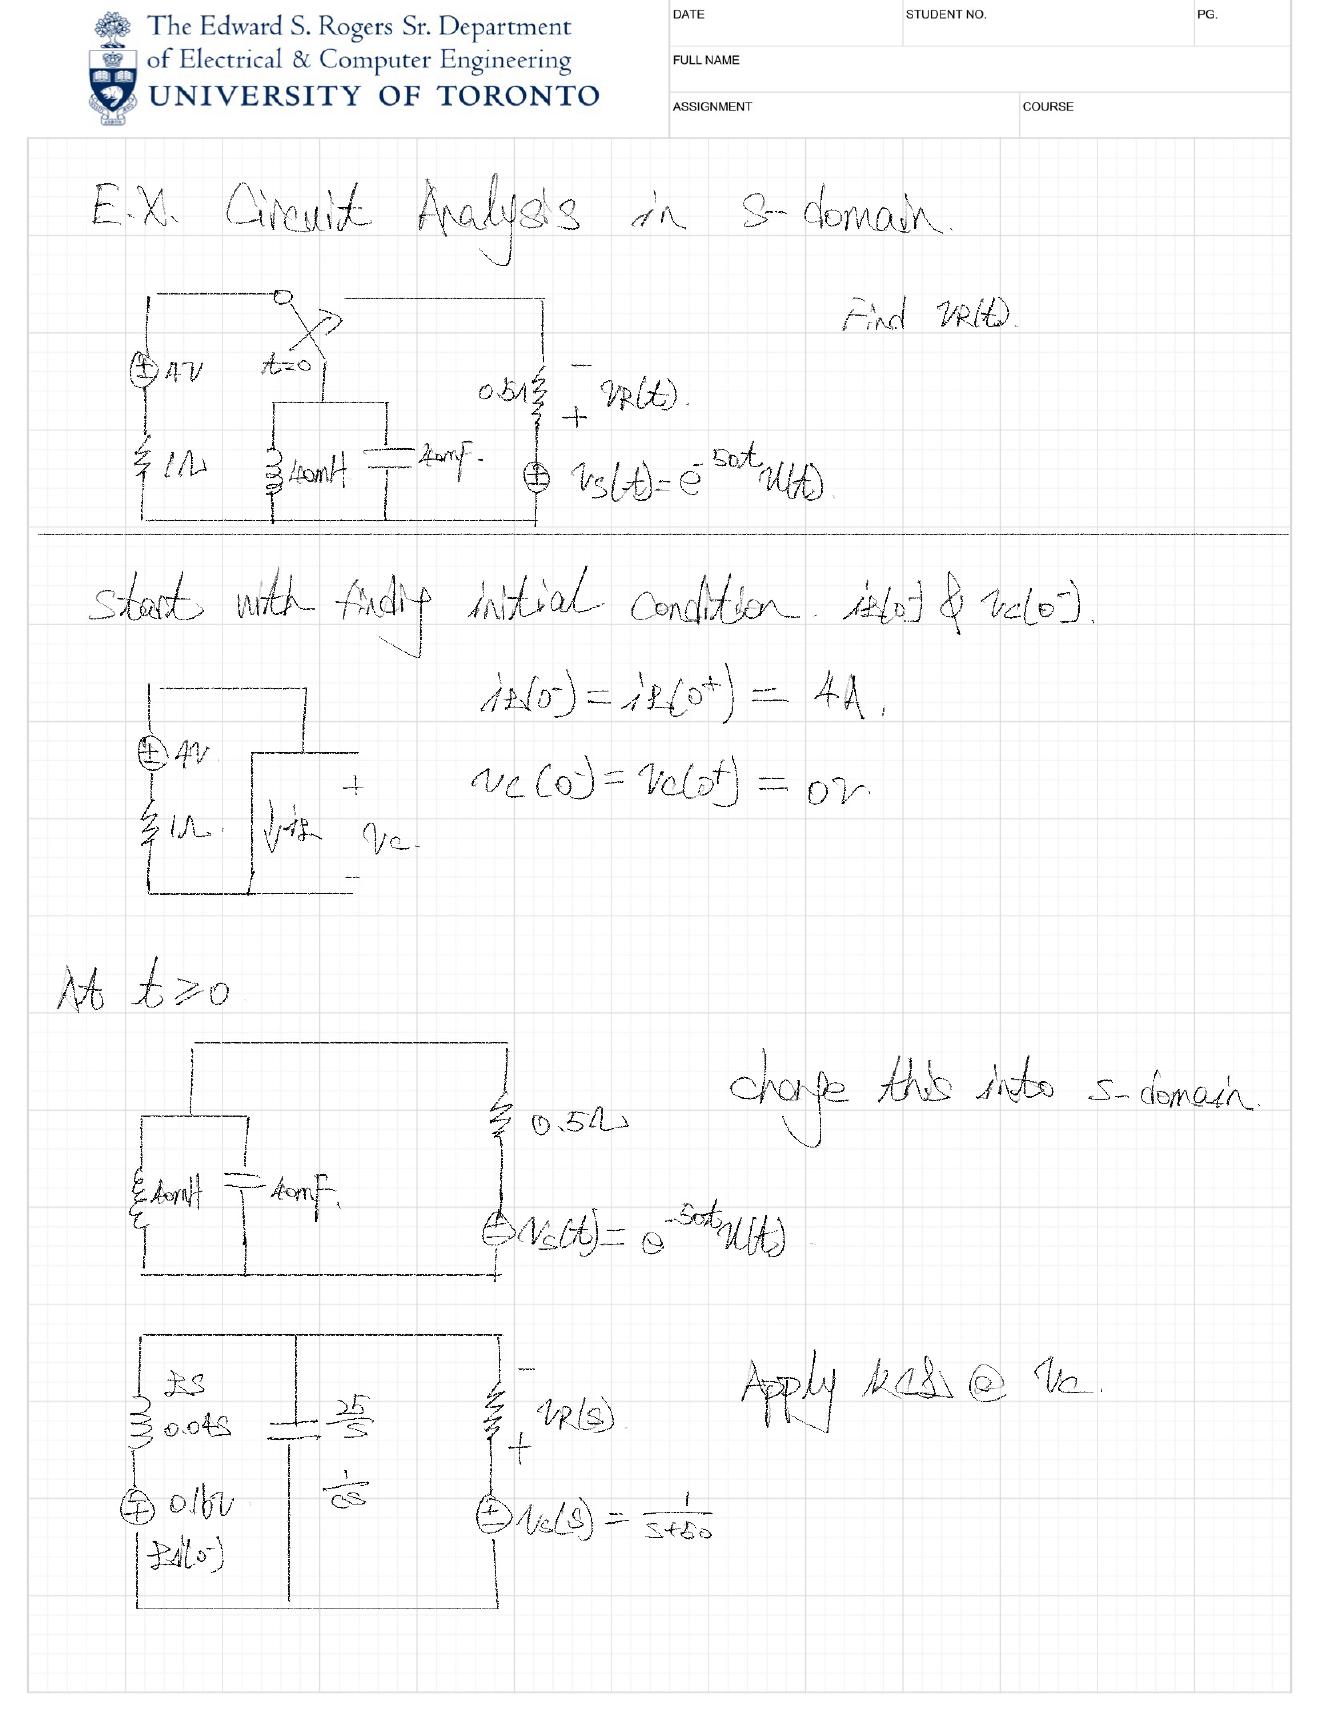 The Edward S. Rogers Sr. Department
of Electrical & Computer Engineering
UNIVERSITY OF TORONTO
DATE
STUDENT NO.
PG.
FULL NAME
ASSIGNMENT
COURSE
E.X. Circuit Analysis in s-domain.
Find vR(t).
4V
t=0
0.5Ω
−
+
vR(t).
1Ω
40mH
40mF.
vs(t)=e^-50t u(t)
start with finding initial condition. iL(0-) & vc(0-).
iL(0-) = iL(0+) = 4A.
vc(0-) = vc(0+) = 0V.
4V
1Ω
iL
+
vc.
−
At t≥0
change this into s-domain.
0.5Ω
40mH
40mF.
vs(t)= e^-50t u(t)
Apply KCL @ Vc.
LS
0.04S
25/S
1/CS
−
VR(S)
+
0.16V
Li(0-)
Vs(s) = 1/(s+50)